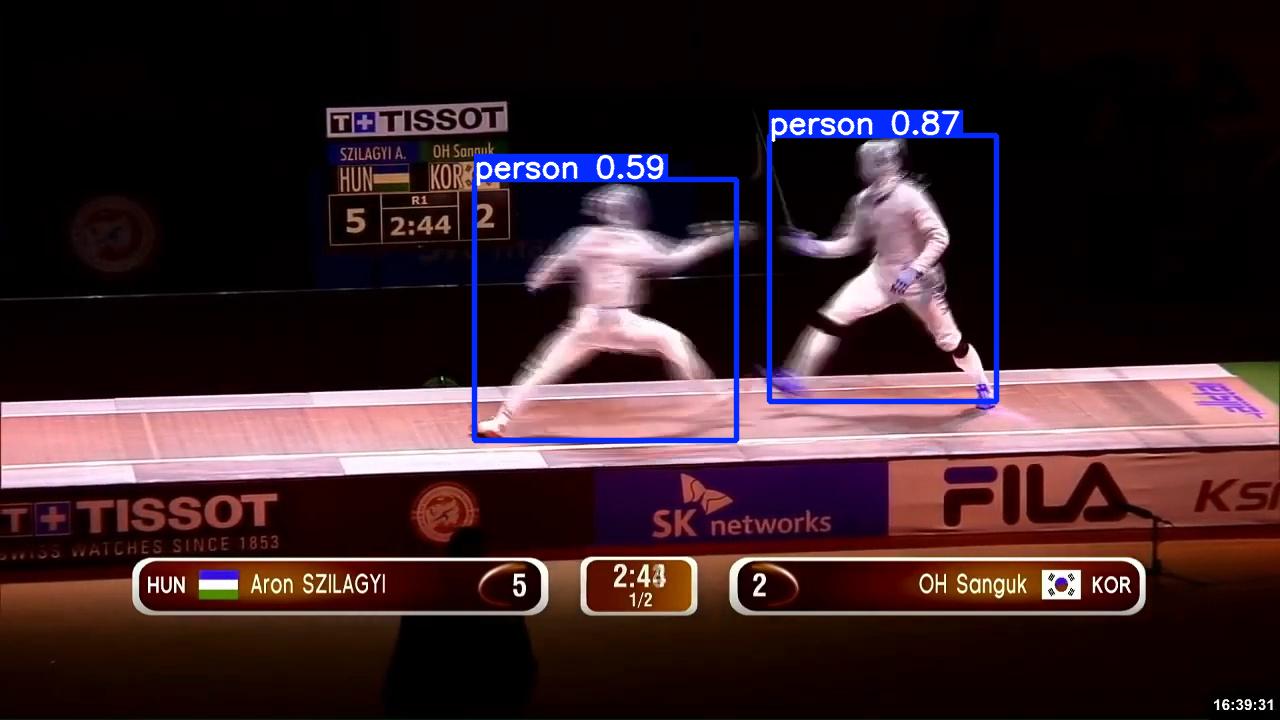 T+TISSOT
SZILAGYI A. OH Sanguk
HUN KOR
R1
5 2:44 2
person 0.59
person 0.87
T+TISSOT
SWISS WATCHES SINCE 1853
SK networks
FILA
HUN Aron SZILAGYI 5
2:44
1/2
2 OH Sanguk KOR
16:39:31